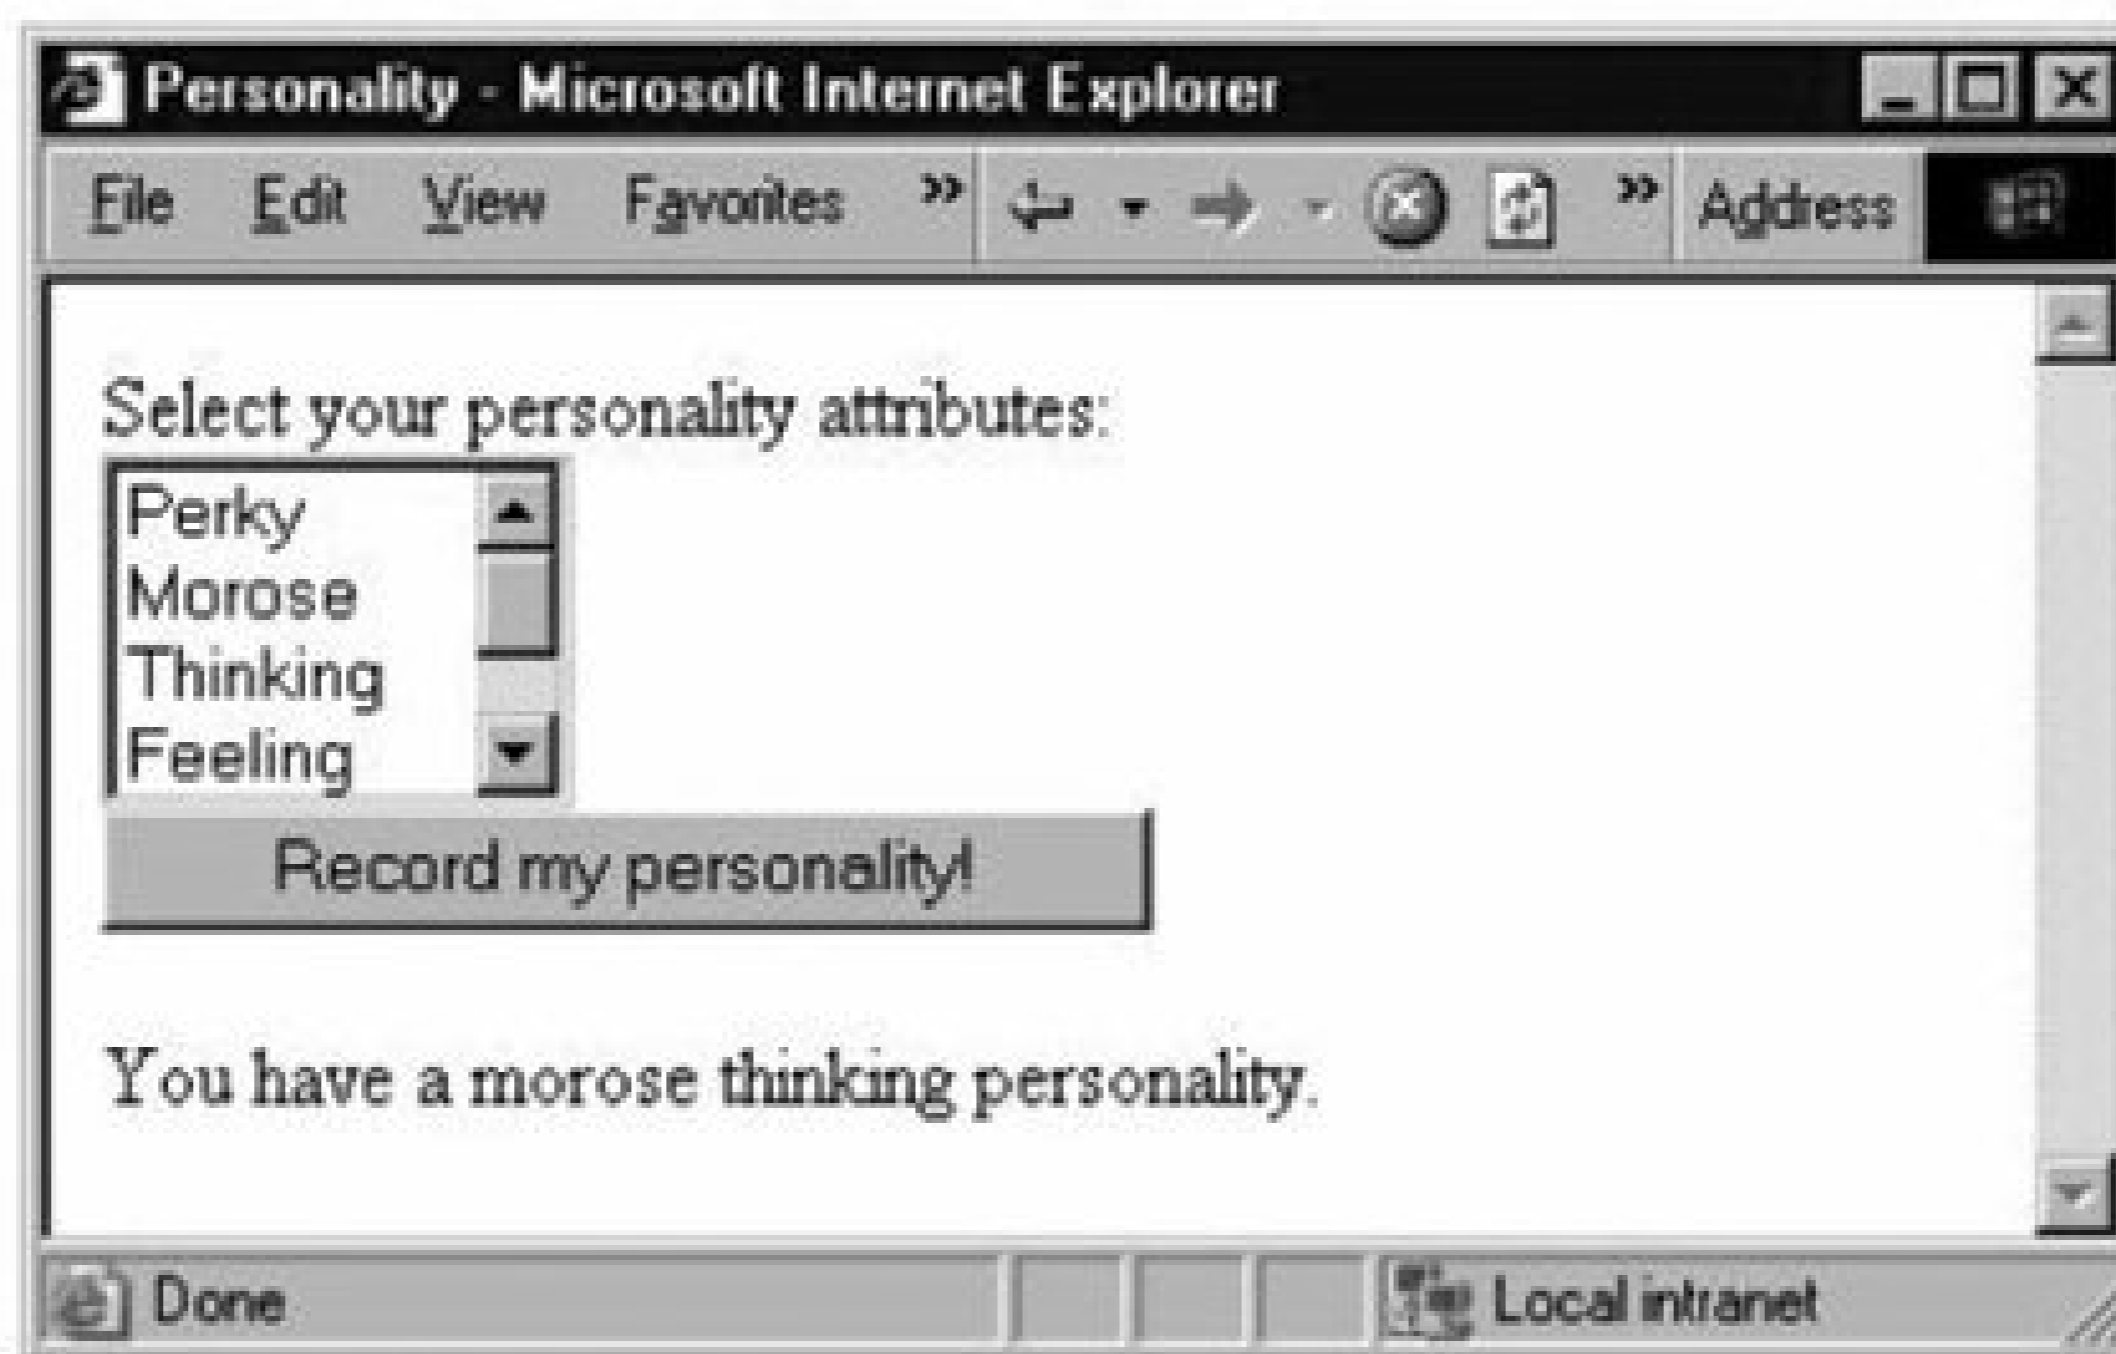 Personality - Microsoft Internet Explorer
File Edit View Favorites » » Address
Select your personality attributes:
Perky
Morose
Thinking
Feeling
Record my personality!
You have a morose thinking personality.
Done Local intranet